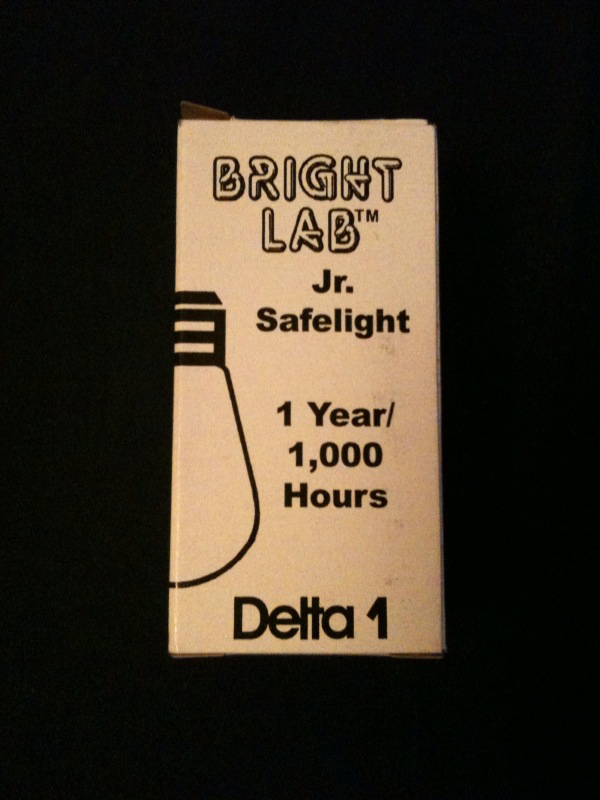 BRIGHT
LAB™
Jr.
Safelight
1 Year/
1,000
Hours
Delta 1